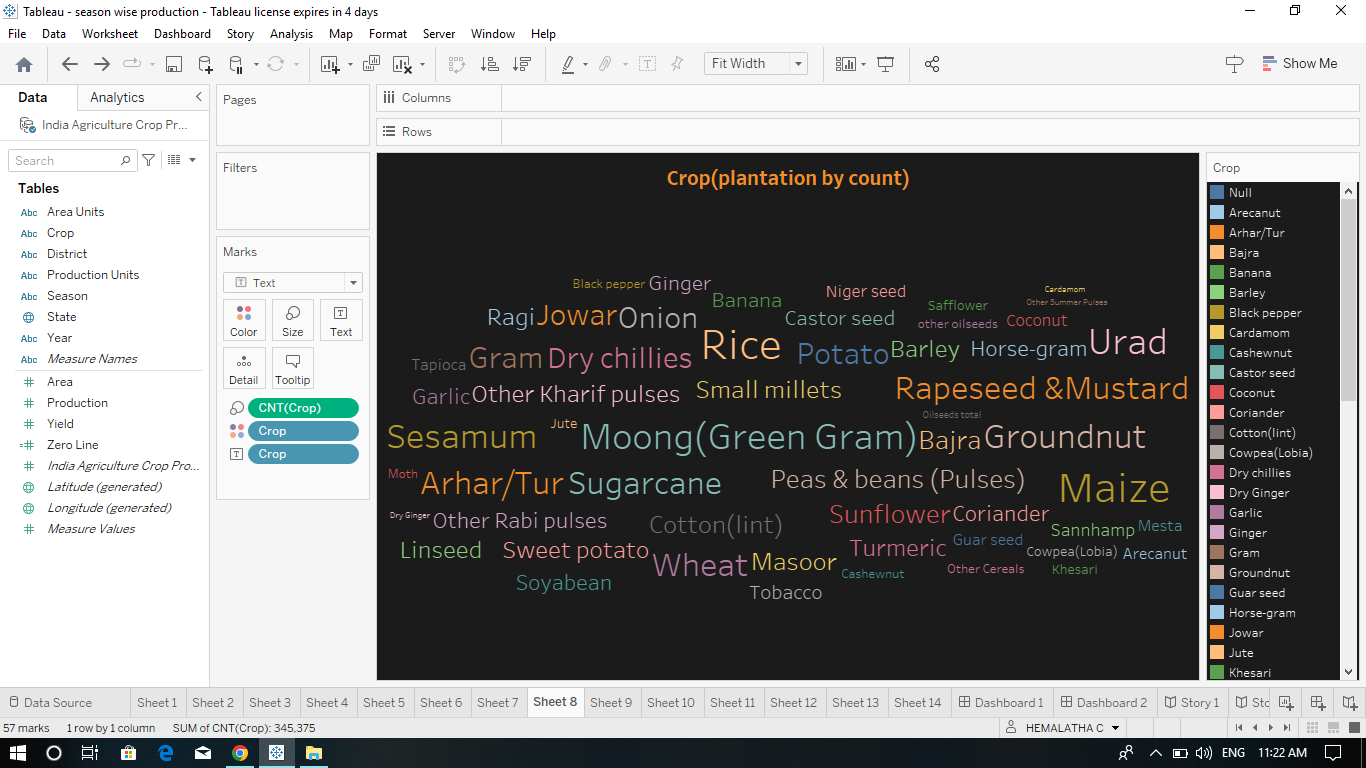 Tableau - season wise production - Tableau license expires in 4 days
File Data Worksheet Dashboard Story Analysis Map Format Server Window Help
Fit Width
Show Me
Data Analytics
India Agriculture Crop Pr...
Search
Tables
Abc Area Units
Abc Crop
Abc District
Abc Production Units
Abc Season
State
Abc Year
Abc Measure Names
Area
Production
Yield
Zero Line
India Agriculture Crop Pro...
Latitude (generated)
Longitude (generated)
Measure Values
Pages
Filters
Marks
T Text
Color Size Text
Detail Tooltip
CNT(Crop)
Crop
Crop
Columns
Rows
Crop(plantation by count)
Black pepper Ginger Banana Niger seed Safflower Cardamom
Other Summer Pulses
Ragi Jowar Onion Castor seed other oilseeds Coconut
Tapioca Gram Dry chillies Rice Potato Barley Horse-gram Urad
Garlic Other Kharif pulses Small millets Rapeseed &Mustard
Oilseeds total
Sesamum Jute Moong(Green Gram) Bajra Groundnut
Moth Arhar/Tur Sugarcane Peas & beans (Pulses) Maize
Dry Ginger Other Rabi pulses Cotton(lint) Sunflower Coriander Sannhamp Mesta
Linseed Sweet potato Wheat Masoor Turmeric Guar seed Cowpea(Lobia) Arecanut
Soyabean Tobacco Cashewnut Other Cereals Khesari
Crop
Null
Arecanut
Arhar/Tur
Bajra
Banana
Barley
Black pepper
Cardamom
Cashewnut
Castor seed
Coconut
Coriander
Cotton(lint)
Cowpea(Lobia)
Dry chillies
Dry Ginger
Garlic
Ginger
Gram
Groundnut
Guar seed
Horse-gram
Jowar
Jute
Khesari
Data Source Sheet 1 Sheet 2 Sheet 3 Sheet 4 Sheet 5 Sheet 6 Sheet 7 Sheet 8 Sheet 9 Sheet 10 Sheet 11 Sheet 12 Sheet 13 Sheet 14 Dashboard 1 Dashboard 2 Story 1 Stc
57 marks 1 row by 1 column SUM of CNT(Crop): 345,375 HEMALATHA C
ENG 11:22 AM